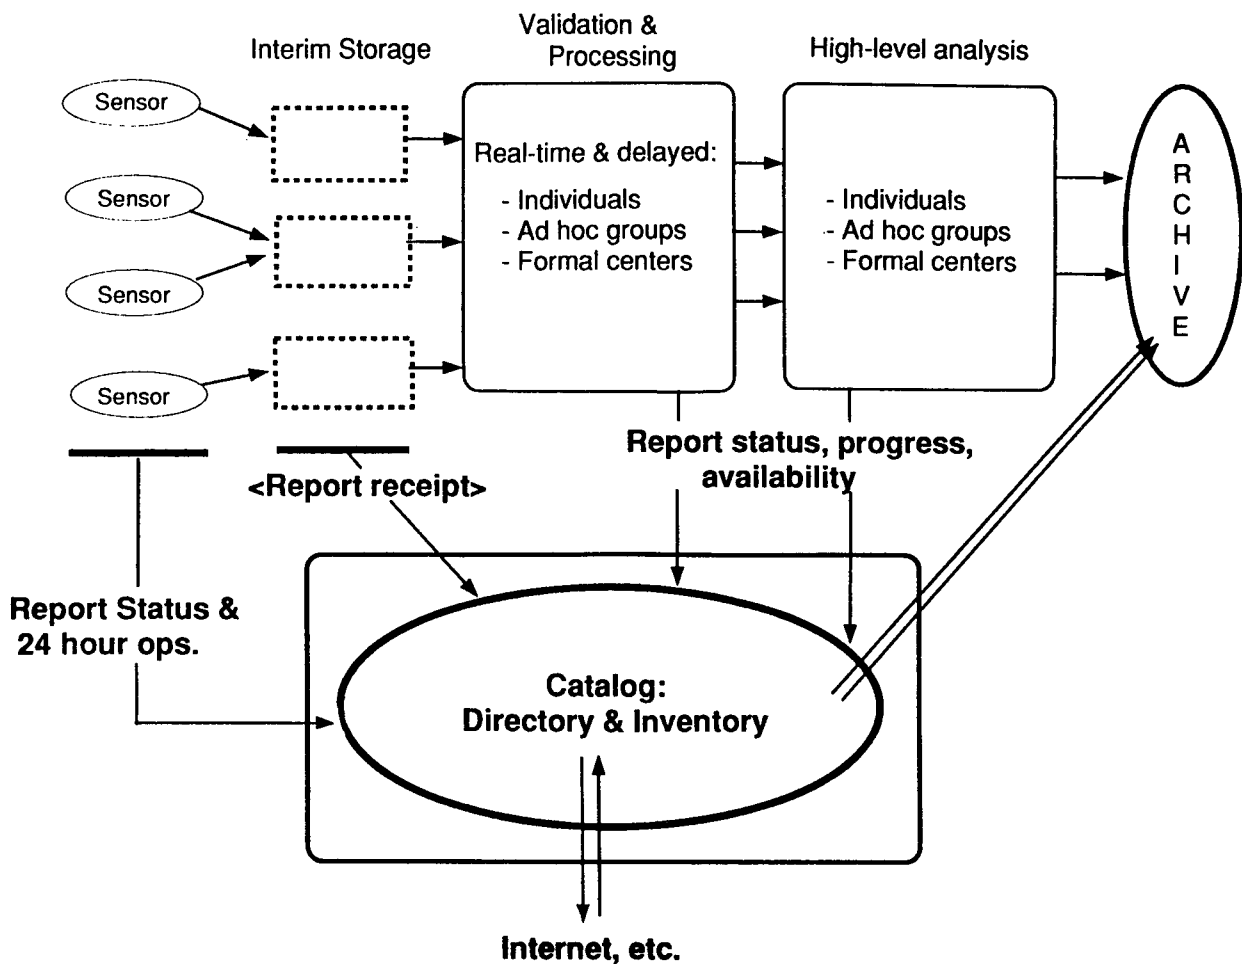 Interim Storage
Validation &
Processing
High-level analysis
Sensor
Sensor
Sensor
Sensor
Real-time & delayed:
- Individuals
- Ad hoc groups
- Formal centers
- Individuals
- Ad hoc groups
- Formal centers
ARCHIVE
<Report receipt>
Report status, progress,
availability
Report Status &
24 hour ops.
Catalog:
Directory & Inventory
Internet, etc.